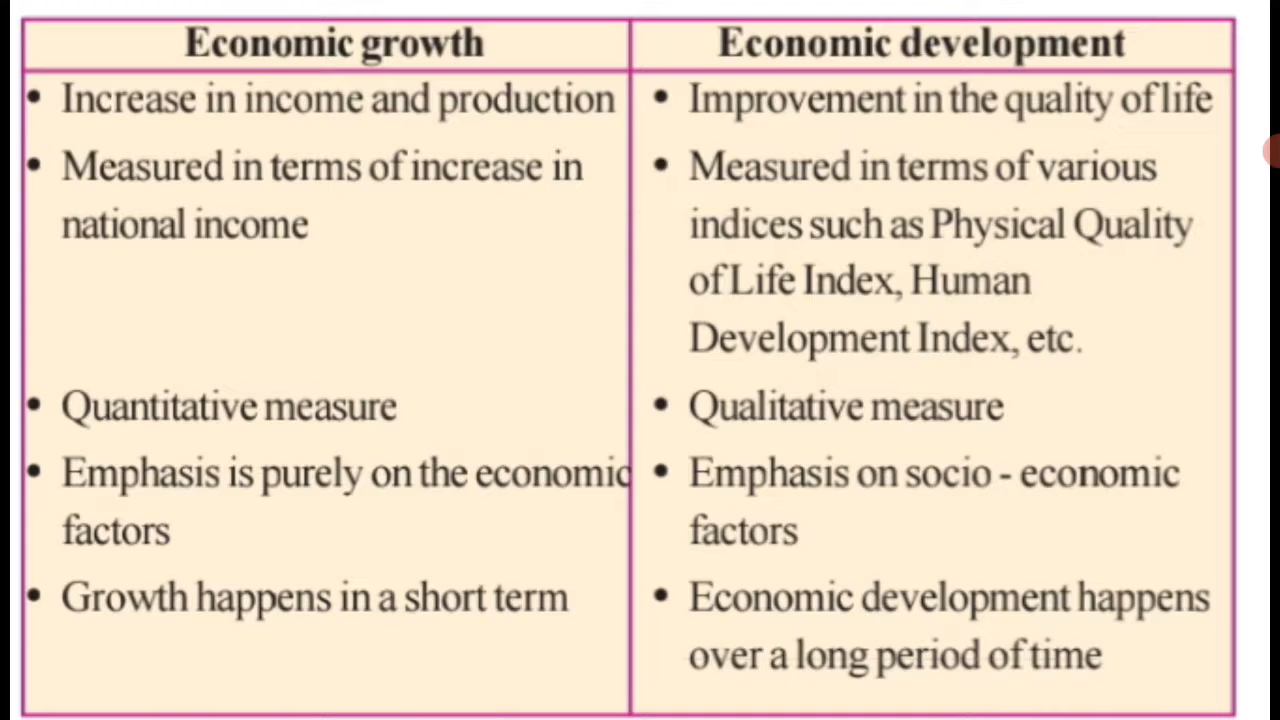 Economic growth
Increase in income and production
Measured in terms of increase in
national income
Quantitative measure
Emphasis is purely on the economic
factors
Growth happens in a short term
Economic development
Improvement in the quality of life
Measured in terms of various
indices such as Physical Quality
of Life Index, Human
Development Index, etc.
Qualitative measure
Emphasis on socio - economic
factors
Economic development happens
over a long period of time